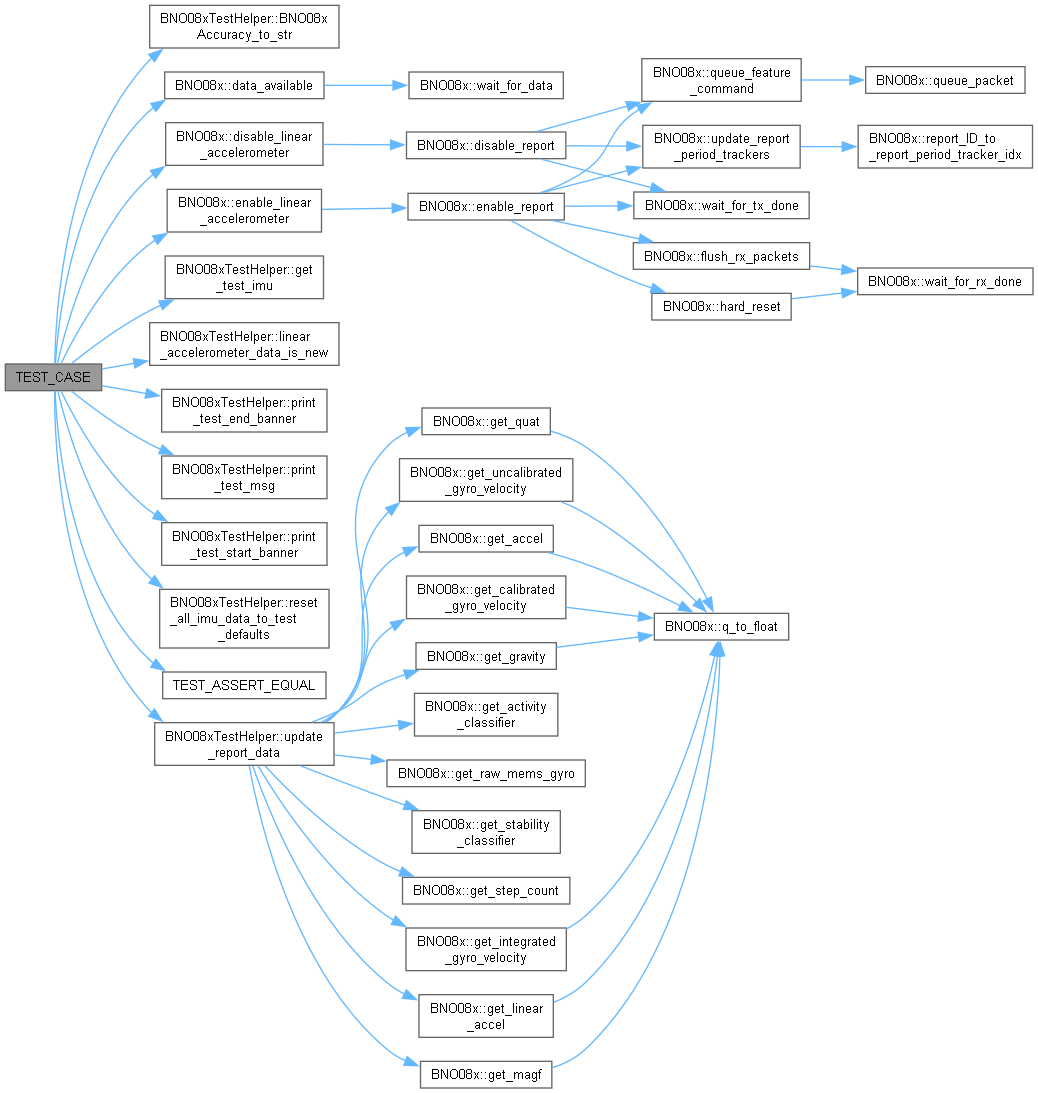 BNO08xTestHelper::BNO08x
Accuracy_to_str
BNO08x::data_available
BNO08x::wait_for_data
BNO08x::queue_feature
_command
BNO08x::queue_packet
BNO08x::disable_linear
_accelerometer
BNO08x::disable_report
BNO08x::update_report
_period_trackers
BNO08x::report_ID_to
_report_period_tracker_idx
BNO08x::enable_linear
_accelerometer
BNO08x::enable_report
BNO08x::wait_for_tx_done
BNO08xTestHelper::get
_test_imu
BNO08x::flush_rx_packets
BNO08x::wait_for_rx_done
BNO08x::hard_reset
BNO08xTestHelper::linear
_accelerometer_data_is_new
TEST_CASE
BNO08xTestHelper::print
_test_end_banner
BNO08xTestHelper::print
_test_msg
BNO08xTestHelper::print
_test_start_banner
BNO08xTestHelper::reset
_all_imu_data_to_test
_defaults
TEST_ASSERT_EQUAL
BNO08xTestHelper::update
_report_data
BNO08x::get_quat
BNO08x::get_uncalibrated
_gyro_velocity
BNO08x::get_accel
BNO08x::get_calibrated
_gyro_velocity
BNO08x::q_to_float
BNO08x::get_gravity
BNO08x::get_activity
_classifier
BNO08x::get_raw_mems_gyro
BNO08x::get_stability
_classifier
BNO08x::get_step_count
BNO08x::get_integrated
_gyro_velocity
BNO08x::get_linear
_accel
BNO08x::get_magf